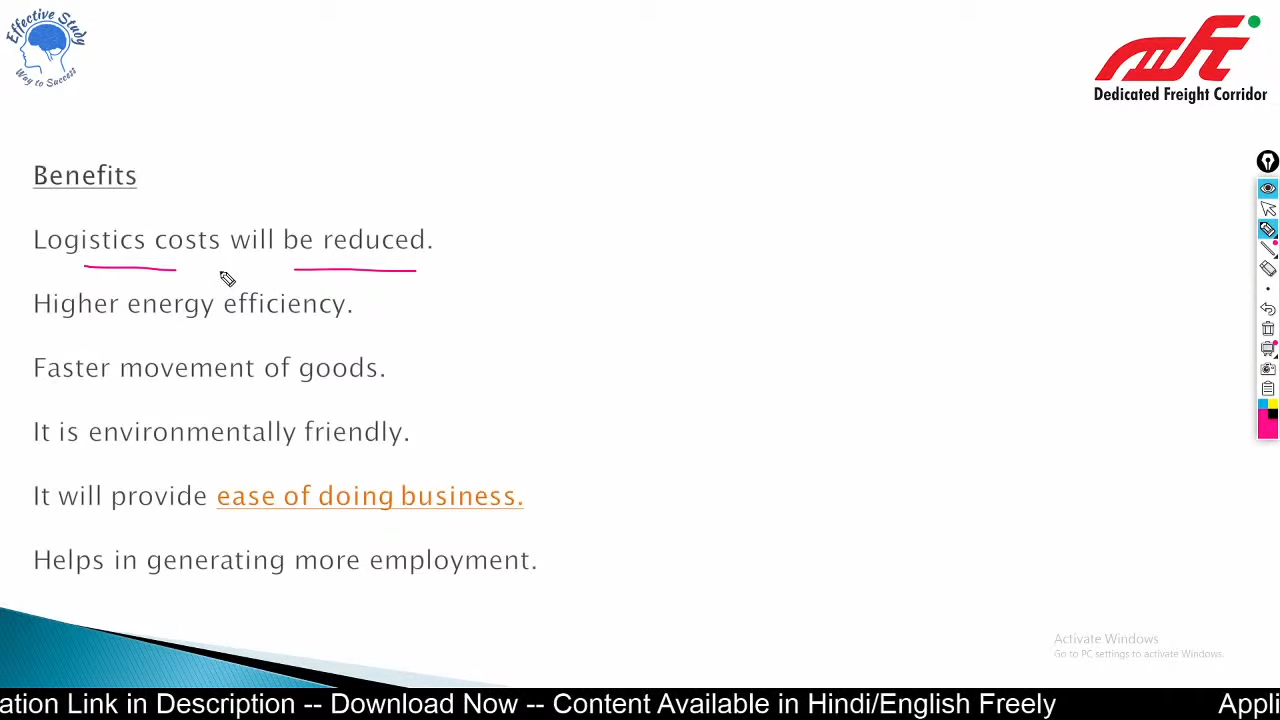 Effective Study
Way to Success
Dedicated Freight Corridor
Benefits
Logistics costs will be reduced.
Higher energy efficiency.
Faster movement of goods.
It is environmentally friendly.
It will provide ease of doing business.
Helps in generating more employment.
Activate Windows
Go to PC settings to activate Windows.
ation Link in Description -- Download Now -- Content Available in Hindi/English Freely Appli